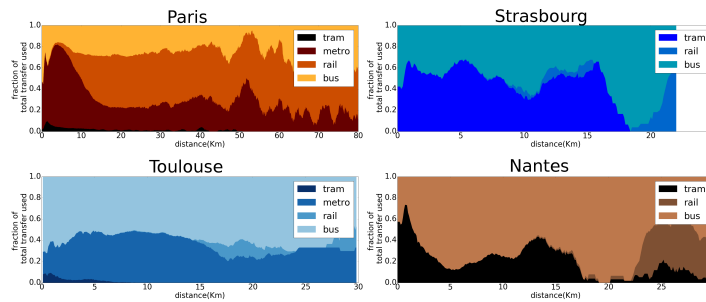 Paris
Strasbourg
1.0
0.8
0.6
0.4
0.2
0.0
fraction of
total transfer used
tram
metro
rail
bus
0 10 20 30 40 50 60 70 80
distance(Km)
1.0
0.8
0.6
0.4
0.2
0.0
fraction of
total transfer used
tram
rail
bus
0 5 10 15 20
distance(Km)
Toulouse
Nantes
1.0
0.8
0.6
0.4
0.2
0.0
fraction of
total transfer used
tram
metro
rail
bus
5 10 15 20 25 30
distance(Km)
1.0
0.8
0.6
0.4
0.2
0.0
fraction of
total transfer used
tram
rail
bus
0 5 10 15 20 25
distance(Km)